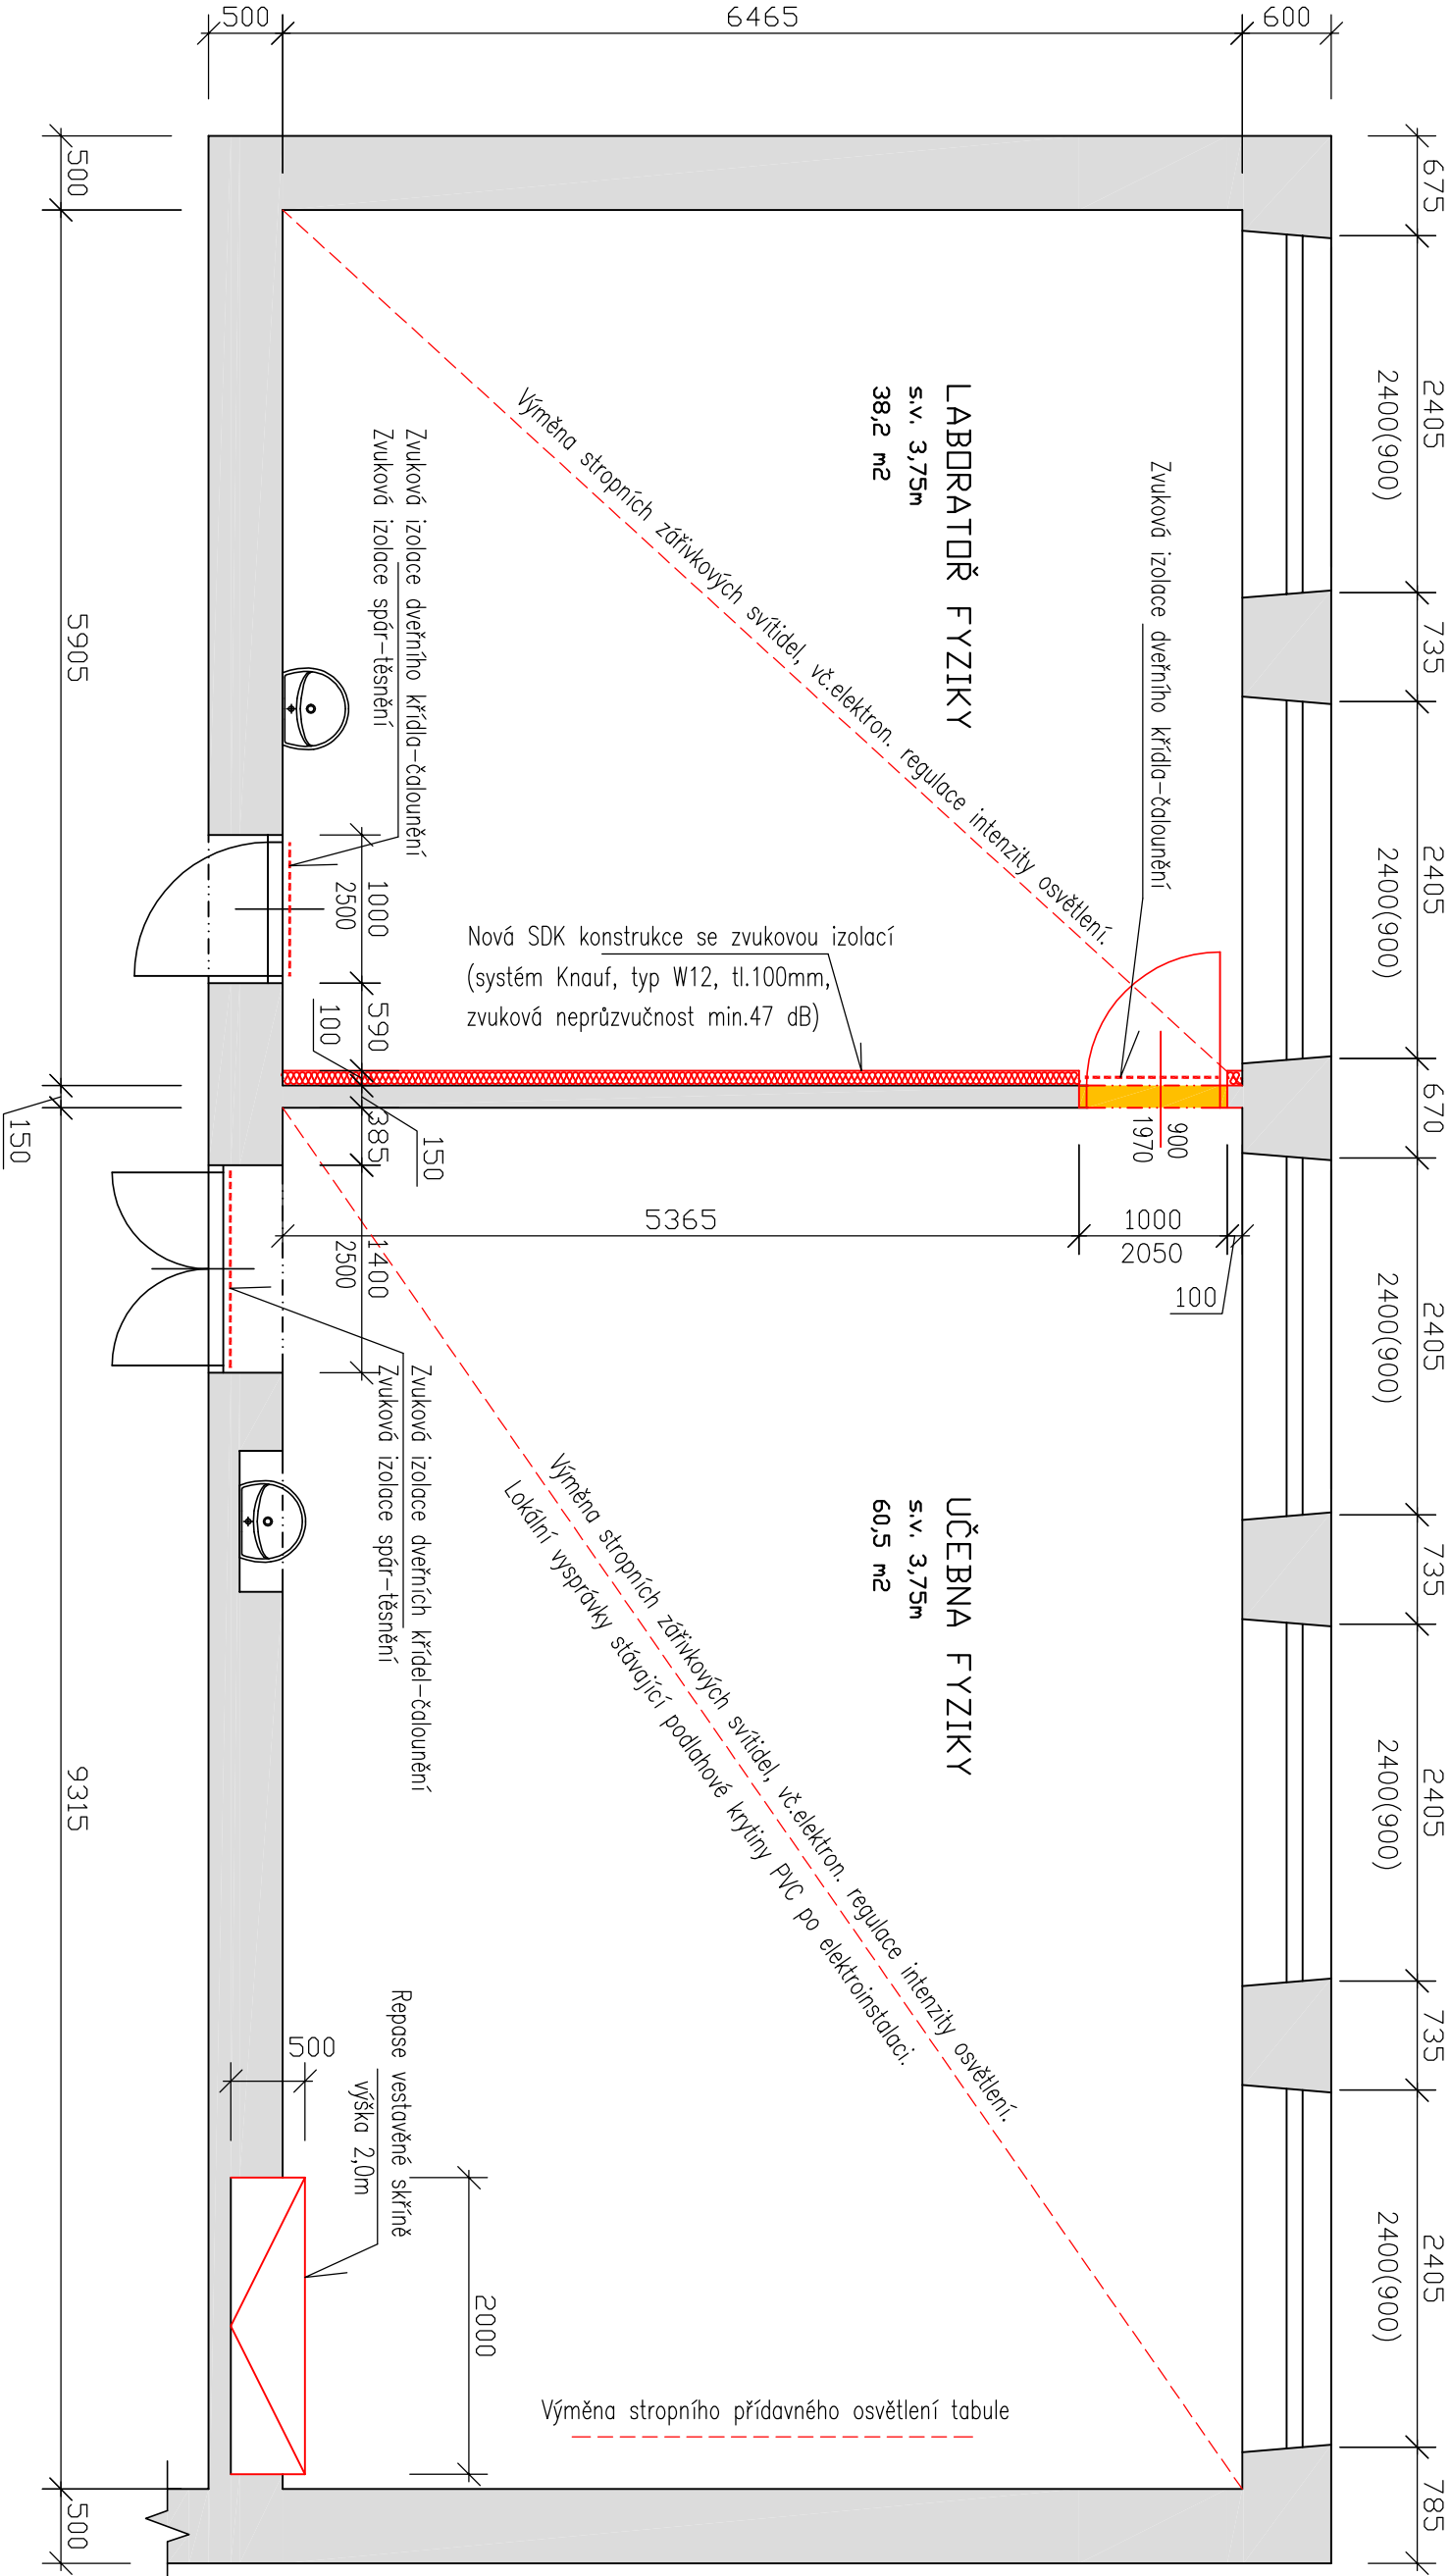 500
6465
600
675
2405
2400(900)
735
2405
2400(900)
670
2405
2400(900)
735
2405
2400(900)
735
2405
2400(900)
785
LABORATOŘ FYZIKY
s.v. 3,75m
38,2 m2
Zvuková izolace dveřního křídla-čalounění
Výměna stropních zářivkových svítidel, vč.elektron. regulace intenzity osvětlení.
Zvuková izolace dveřního křídla-čalounění
Zvuková izolace spár-těsnění
Nová SDK konstrukce se zvukovou izolací
(systém Knauf, typ W12, tl.100mm,
zvuková neprůzvučnost min.47 dB)
1000
2500
590
100
385
150
1400
2500
900
1970
5365
1000
2050
100
UČEBNA FYZIKY
s.v. 3,75m
60,5 m2
Výměna stropních zářivkových svítidel, vč.elektron. regulace intenzity osvětlení.
Lokální vysprávky stávající podlahové krytiny PVC po elektroinstalaci.
Zvuková izolace dveřních křídel-čalounění
Zvuková izolace spár-těsnění
Repase vestavěné skříně
výška 2,0m
500
2000
Výměna stropního přídavného osvětlení tabule
500
5905
150
9315
500